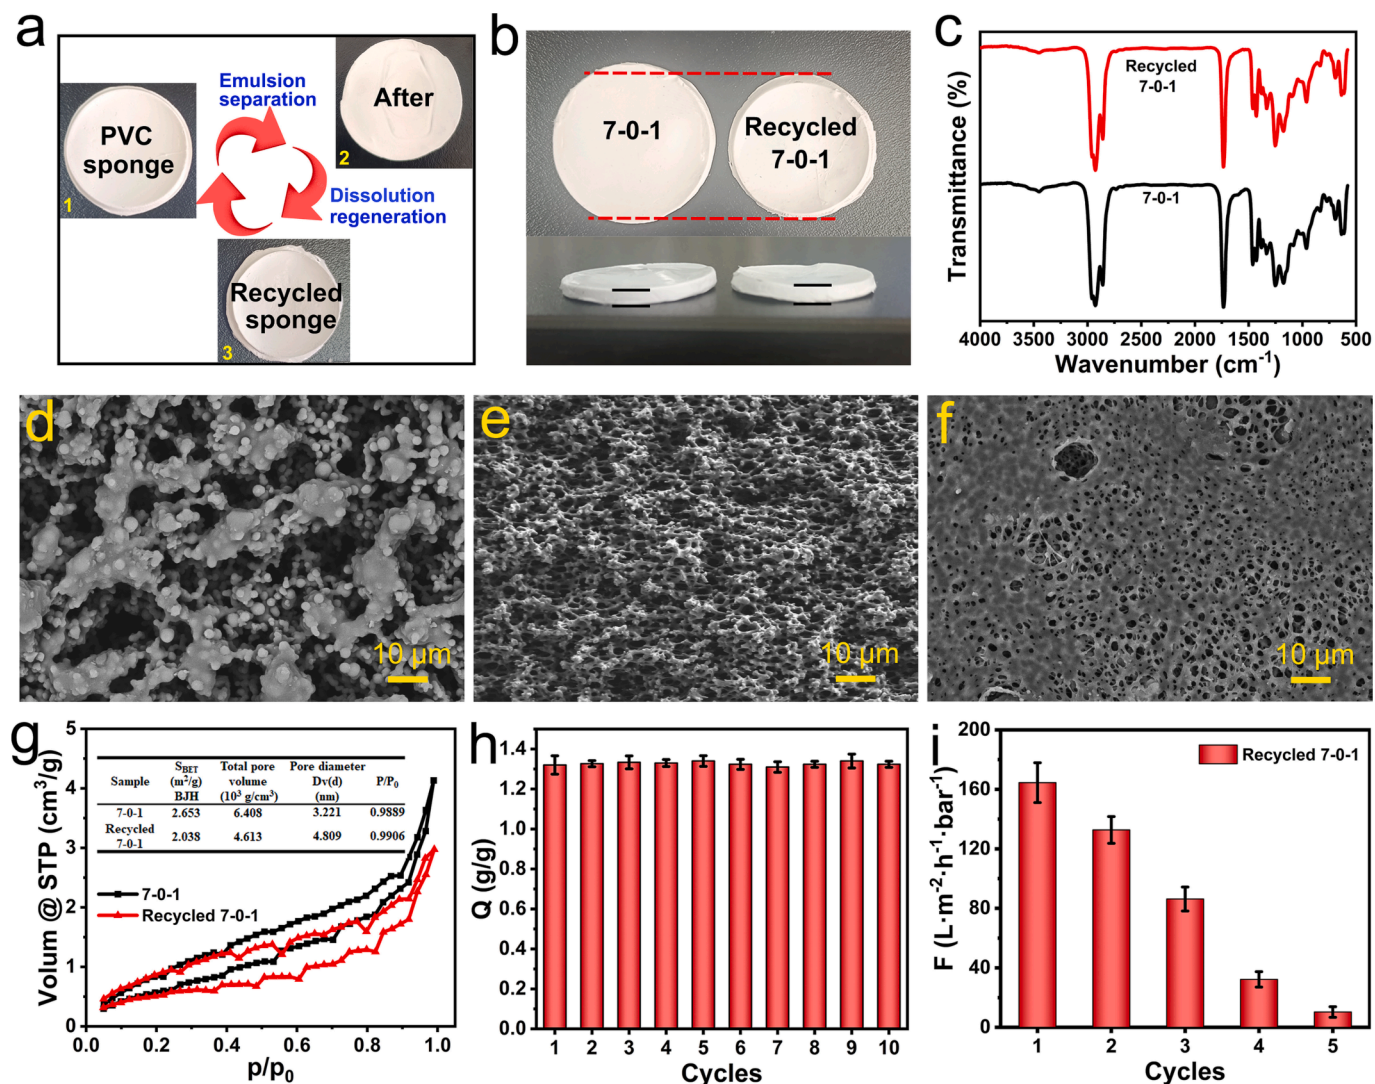 a
PVC
sponge
1
Emulsion
separation
After
2
Dissolution
regeneration
Recycled
sponge
3
b
7-0-1
Recycled
7-0-1
c
Transmittance (%)
Recycled
7-0-1
7-0-1
4000 3500 3000 2500 2000 1500 1000 500
Wavenumber (cm⁻¹)
d
10 µm
e
10 µm
f
10 µm
g
Volum @ STP (cm³/g)
5
4
3
2
1
0
Sample S_BET (m²/g) BJH Total pore volume (10³ g/cm³) Pore diameter Dv(d) (nm) P/P₀
7-0-1 2.653 6.408 3.221 0.9889
Recycled 7-0-1 2.038 4.613 4.809 0.9906
7-0-1
Recycled 7-0-1
0.0 0.2 0.4 0.6 0.8 1.0
p/p₀
h
Q (g/g)
1.4
1.2
1.0
0.8
0.6
0.4
0.2
0.0
1 2 3 4 5 6 7 8 9 10
Cycles
i
F (L·m⁻²·h⁻¹·bar⁻¹)
200
160
120
80
40
0
Recycled 7-0-1
1 2 3 4 5
Cycles